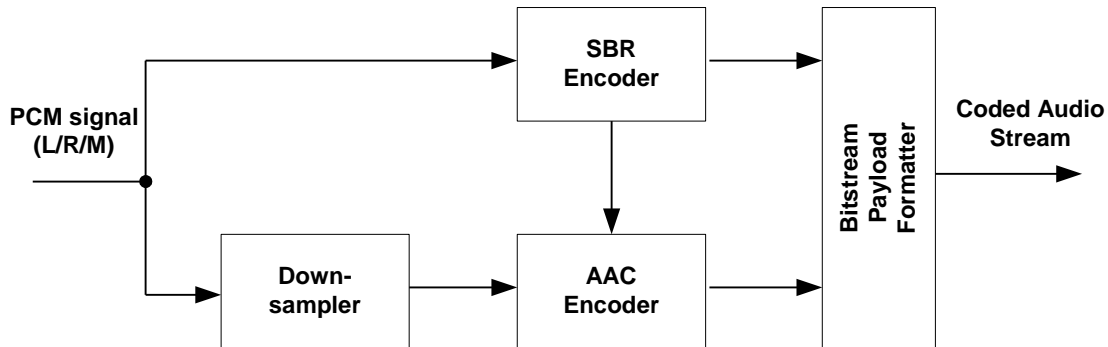 SBR
Encoder
PCM signal
(L/R/M)
Down-
sampler
AAC
Encoder
Bitstream
Payload
Formatter
Coded Audio
Stream